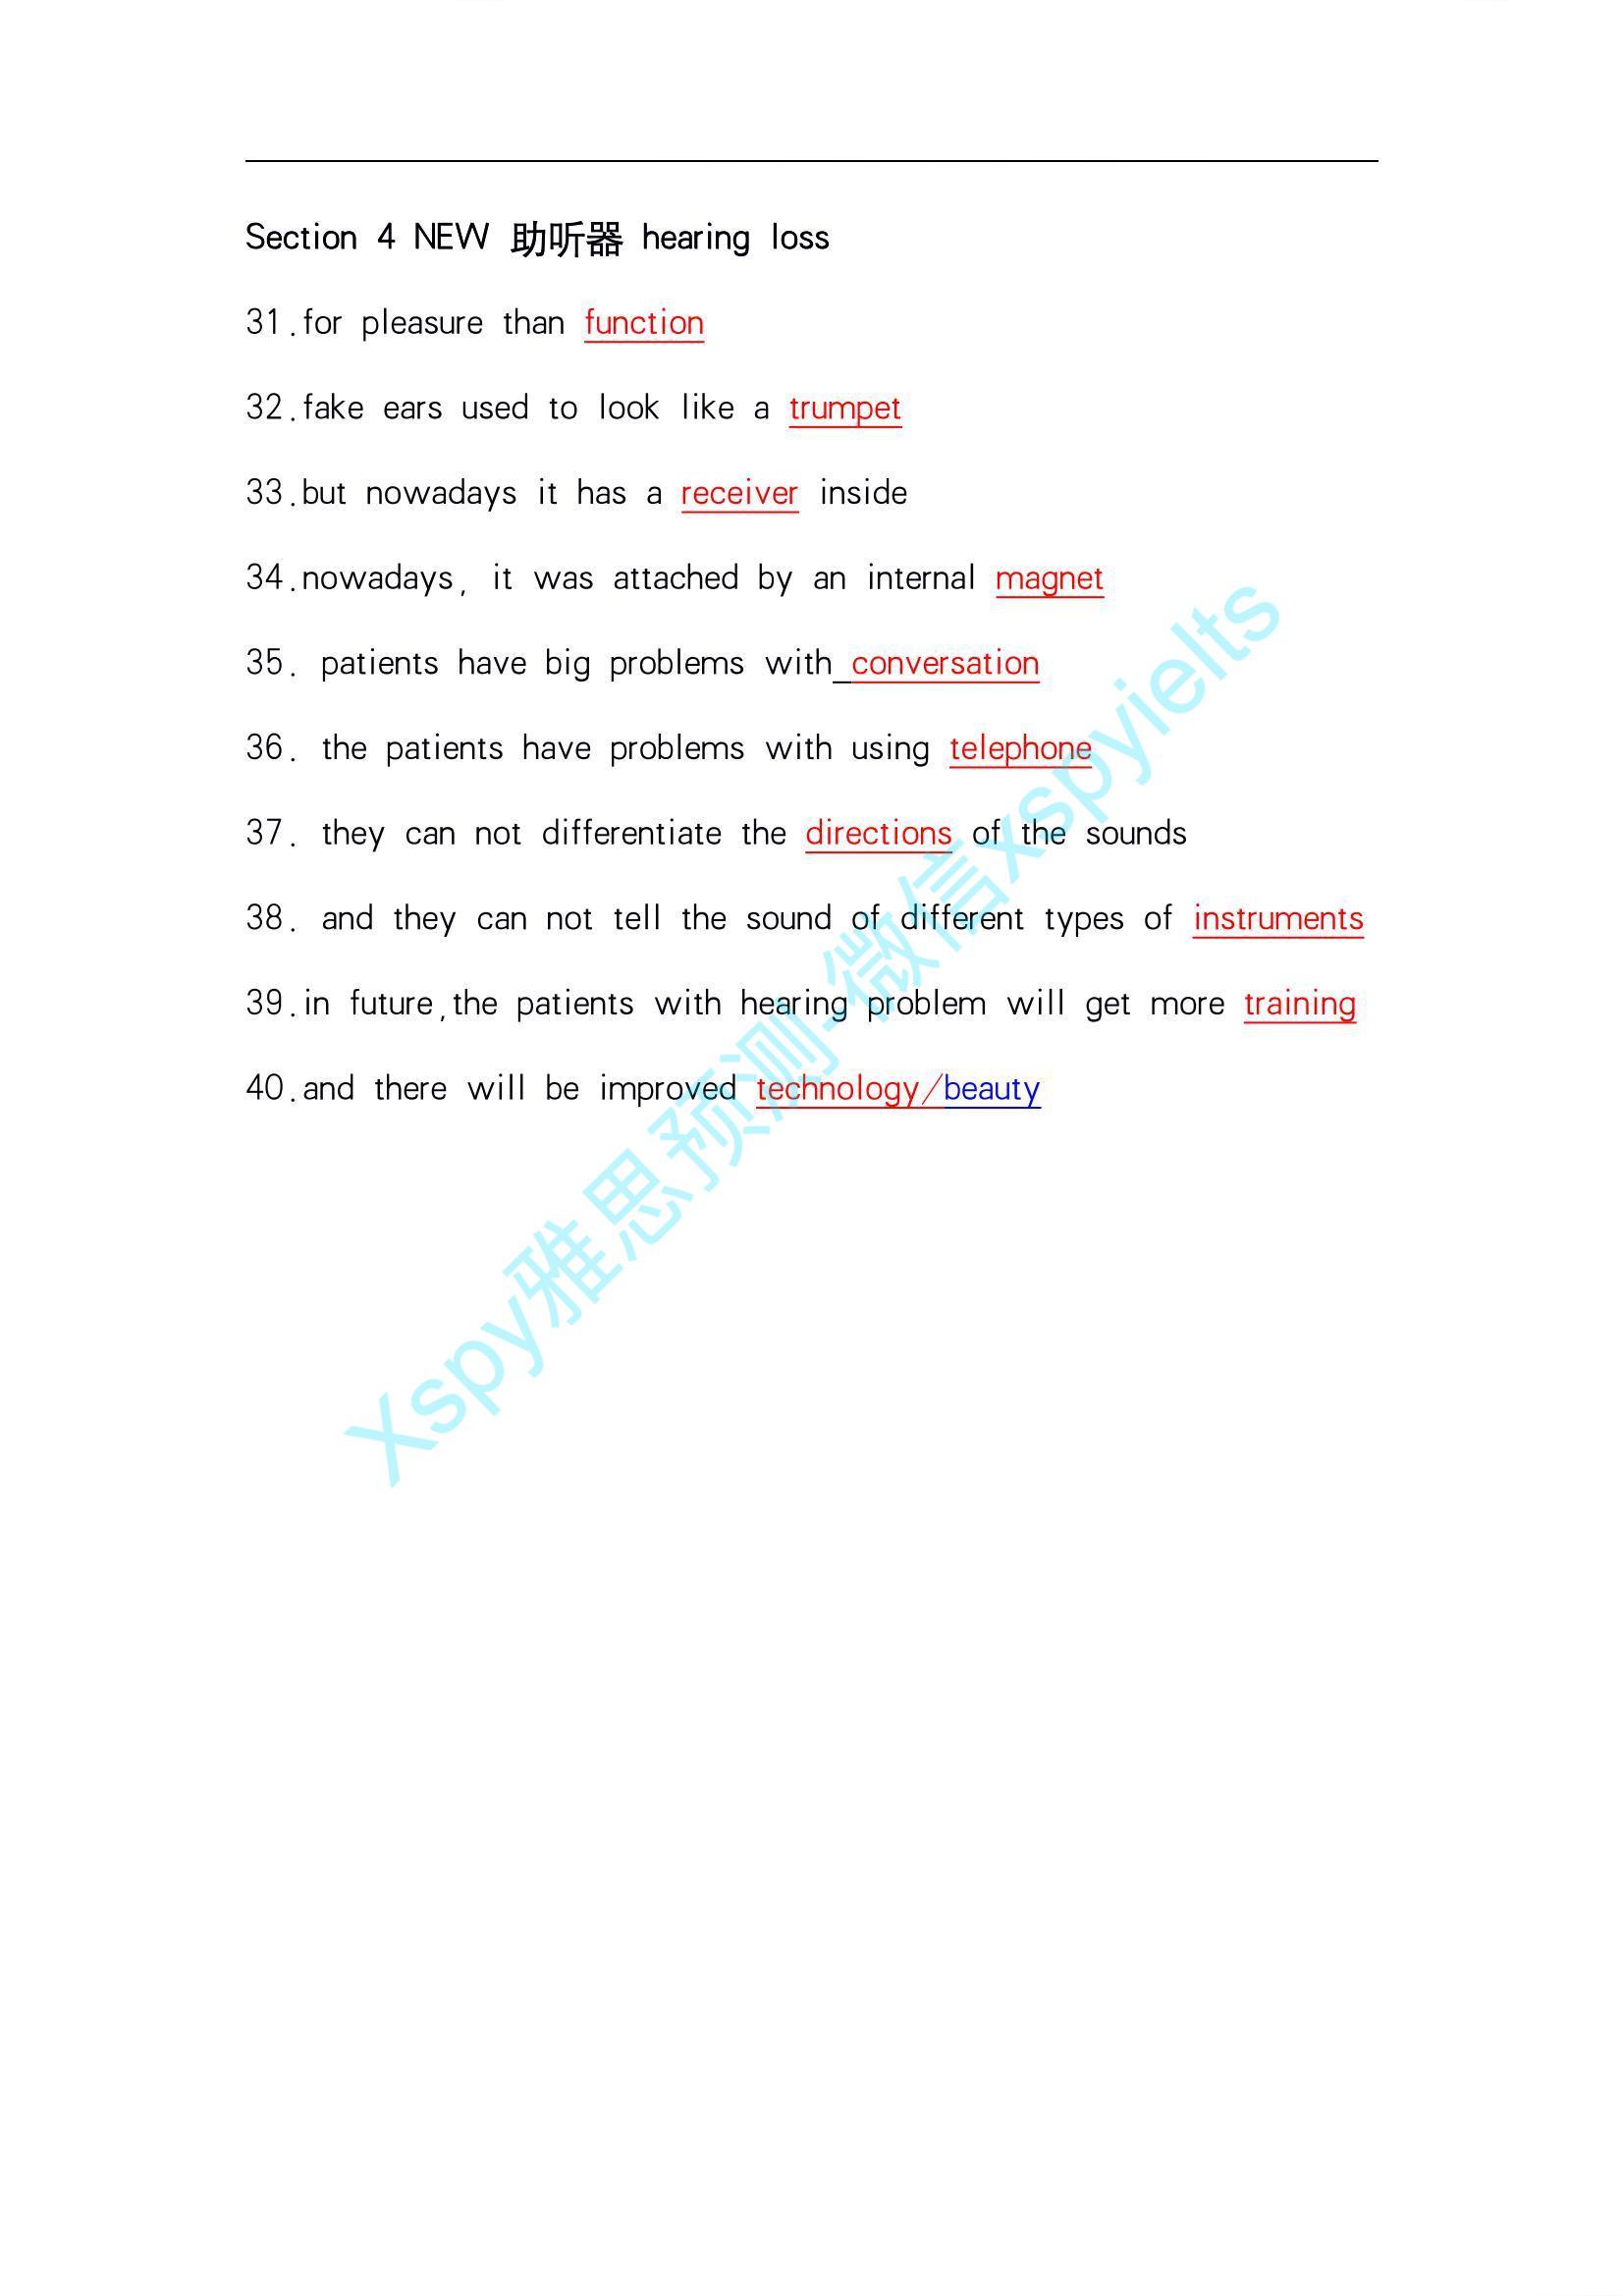 Section 4 NEW 助听器 hearing loss
31.for pleasure than function
32.fake ears used to look like a trumpet
33.but nowadays it has a receiver inside
34.nowadays, it was attached by an internal magnet
35. patients have big problems with conversation
36. the patients have problems with using telephone
37. they can not differentiate the directions of the sounds
38. and they can not tell the sound of different types of instruments
39.in future,the patients with hearing problem will get more training
40.and there will be improved technology/beauty
Xspy雅思预测-微信xspyielts